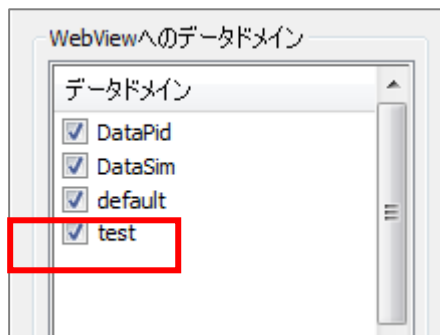 WebViewへのデータドメイン
データドメイン
DataPid
DataSim
default
test